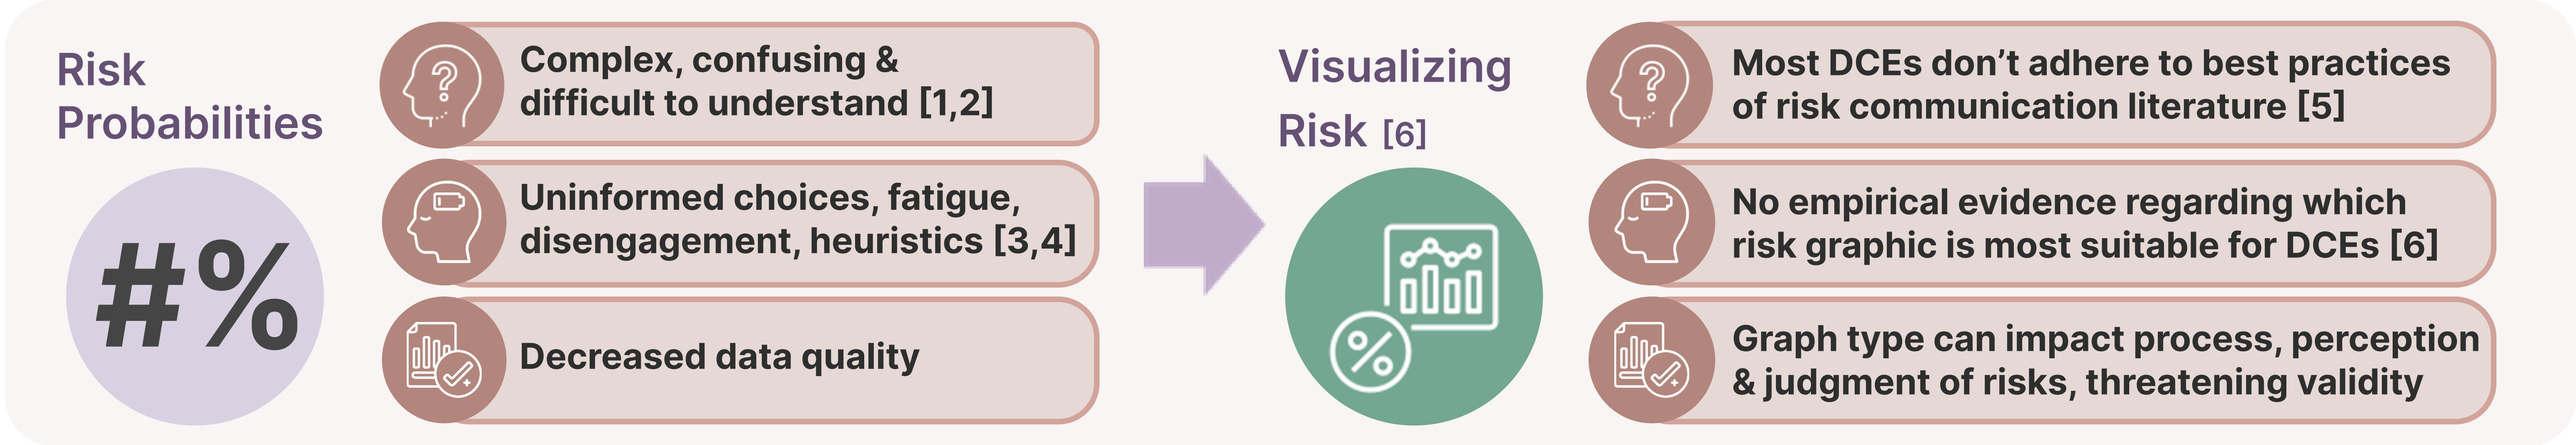 Risk
Probabilities
#%
Complex, confusing &
difficult to understand [1,2]
Uninformed choices, fatigue,
disengagement, heuristics [3,4]
Decreased data quality
Visualizing
Risk [6]
%
Most DCEs don’t adhere to best practices
of risk communication literature [5]
No empirical evidence regarding which
risk graphic is most suitable for DCEs [6]
Graph type can impact process, perception
& judgment of risks, threatening validity